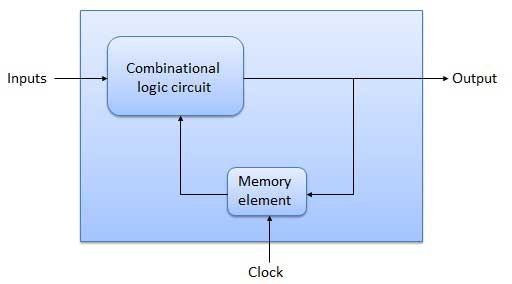 Combinational
logic circuit
Inputs
Output
Memory
element
Clock